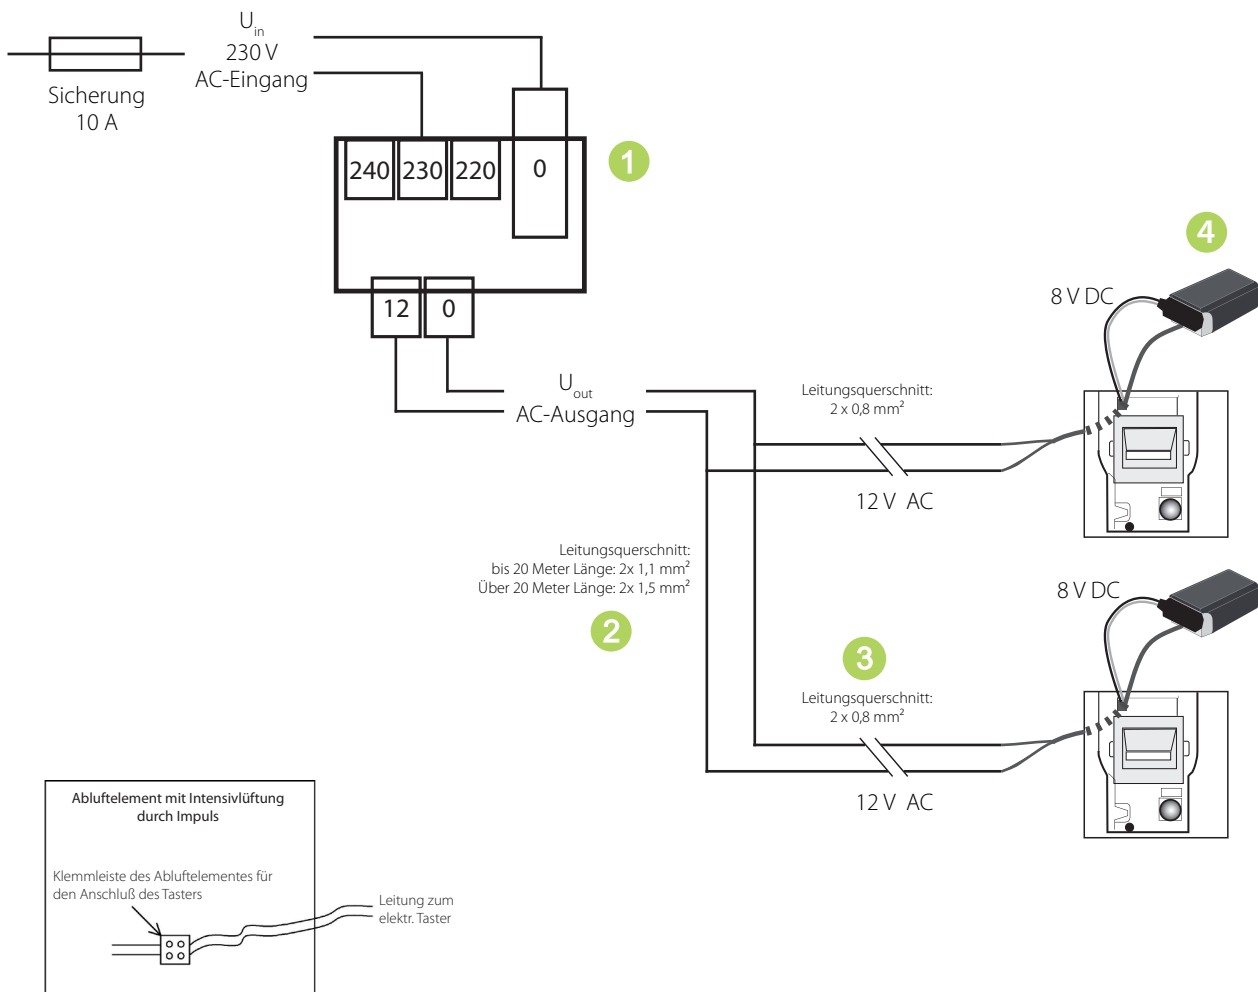 U_in
230 V
AC-Eingang
Sicherung
10 A
240
230
220
0
1
12
0
U_out
AC-Ausgang
Leitungsquerschnitt:
2 x 0,8 mm²
12 V AC
8 V DC
4
Leitungsquerschnitt:
bis 20 Meter Länge: 2x 1,1 mm²
Über 20 Meter Länge: 2x 1,5 mm²
2
3
Leitungsquerschnitt:
2 x 0,8 mm²
12 V AC
8 V DC
Abluftelement mit Intensivlüftung
durch Impuls
Klemmleiste des Abluftelementes für
den Anschluß des Tasters
Leitung zum
elektr. Taster